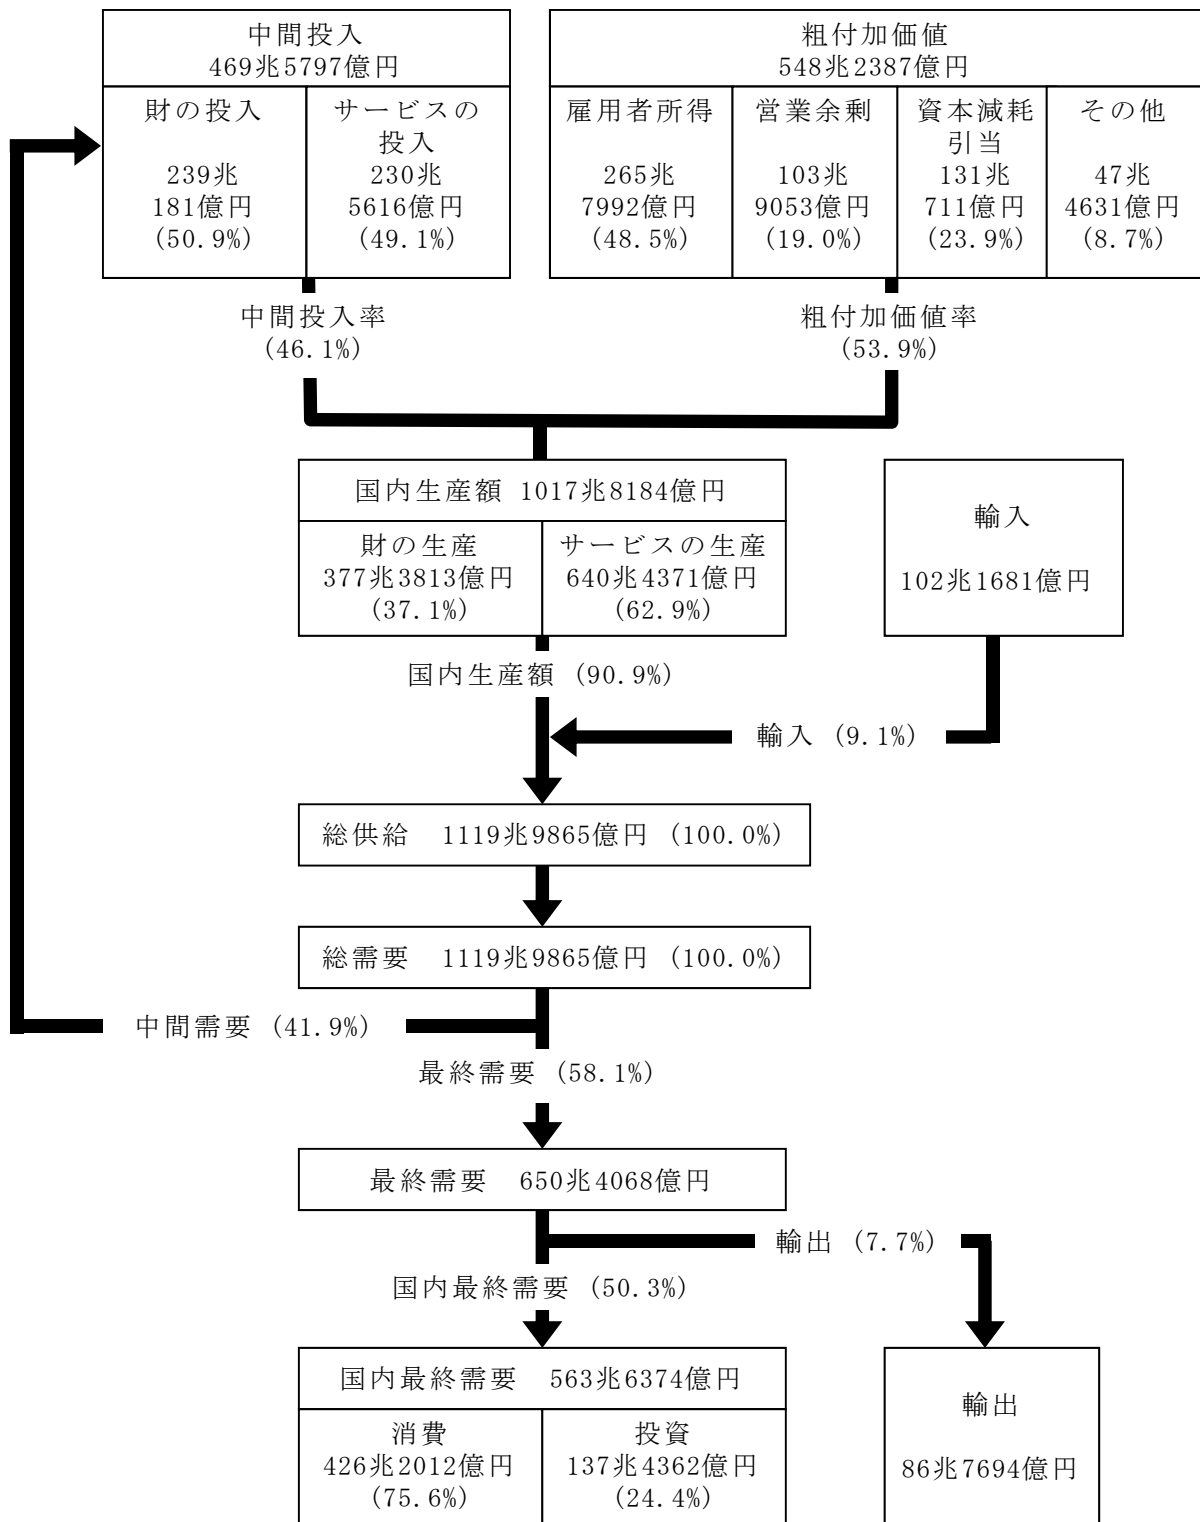 中間投入
469兆5797億円
財の投入
239兆
181億円
(50.9%)
サービスの
投入
230兆
5616億円
(49.1%)
粗付加価値
548兆2387億円
雇用者所得
265兆
7992億円
(48.5%)
営業余剰
103兆
9053億円
(19.0%)
資本減耗
引当
131兆
711億円
(23.9%)
その他
47兆
4631億円
(8.7%)
中間投入率
(46.1%)
粗付加価値率
(53.9%)
国内生産額 1017兆8184億円
財の生産
377兆3813億円
(37.1%)
サービスの生産
640兆4371億円
(62.9%)
輸入
102兆1681億円
国内生産額 (90.9%)
輸入 (9.1%)
総供給 1119兆9865億円 (100.0%)
総需要 1119兆9865億円 (100.0%)
中間需要 (41.9%)
最終需要 (58.1%)
最終需要 650兆4068億円
輸出 (7.7%)
国内最終需要 (50.3%)
国内最終需要 563兆6374億円
消費
426兆2012億円
(75.6%)
投資
137兆4362億円
(24.4%)
輸出
86兆7694億円